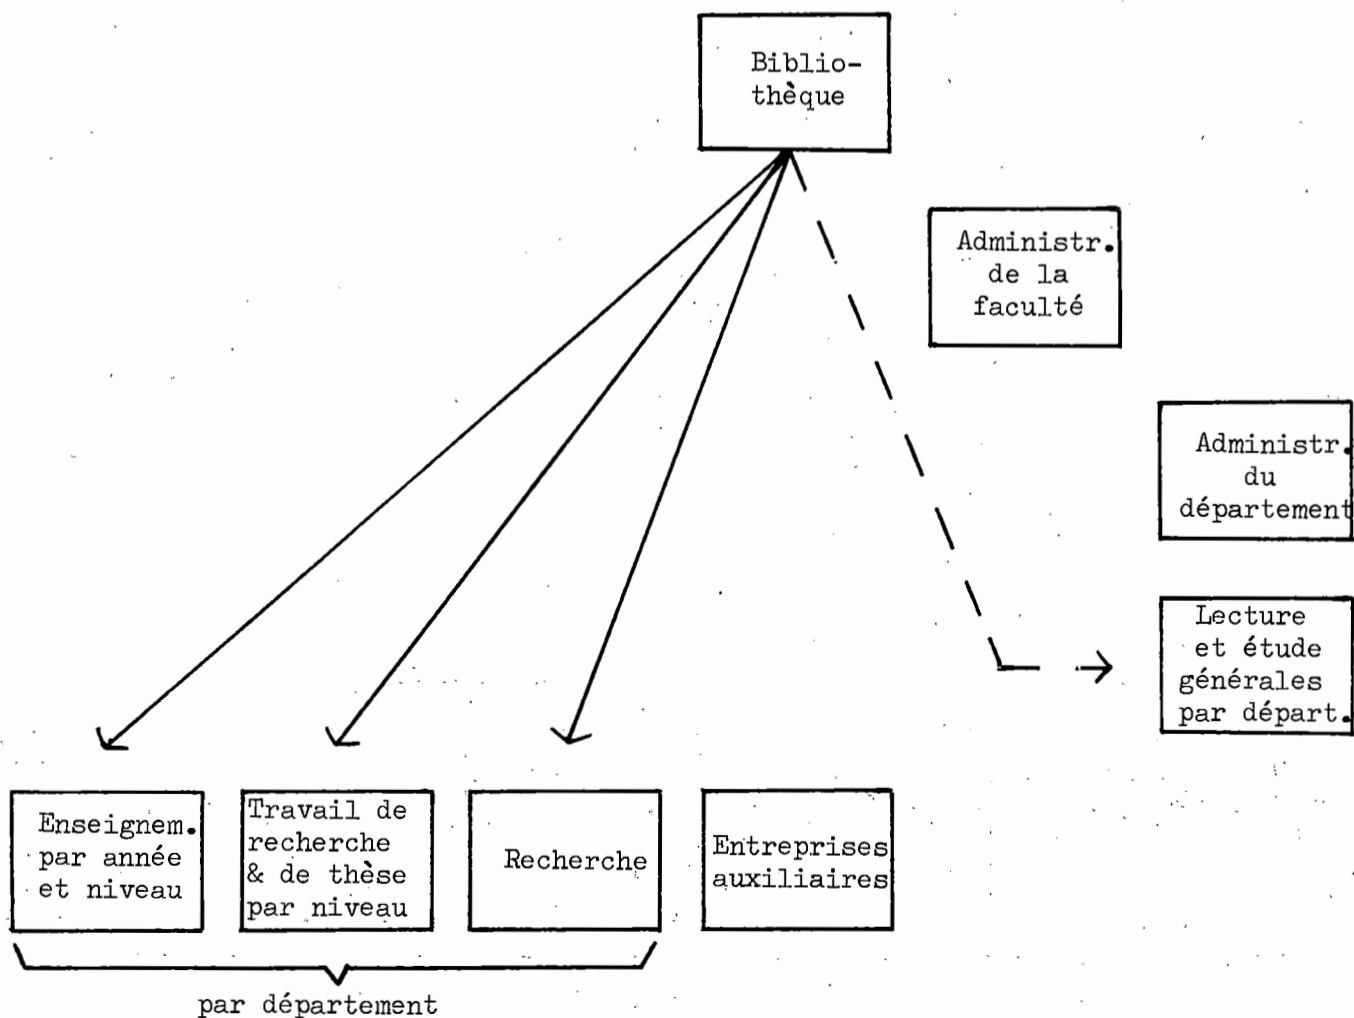 Biblio-
thèque
Administr.
de la
faculté
Administr.
du
département
Lecture
et étude
générales
par départ.
Enseignem.
par année
et niveau
Travail de
recherche
& de thèse
par niveau
Recherche
Entreprises
auxiliaires
par département